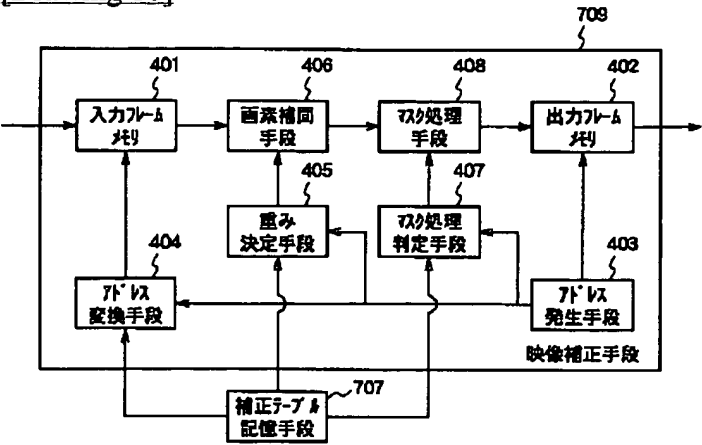 709
401
406
408
402
入力フレーム
メモリ
画素補間
手段
マスク処理
手段
出力フレーム
メモリ
405
407
重み
決定手段
マスク処理
判定手段
404
403
アドレス
変換手段
アドレス
発生手段
映像補正手段
707
補正テーブル
記憶手段